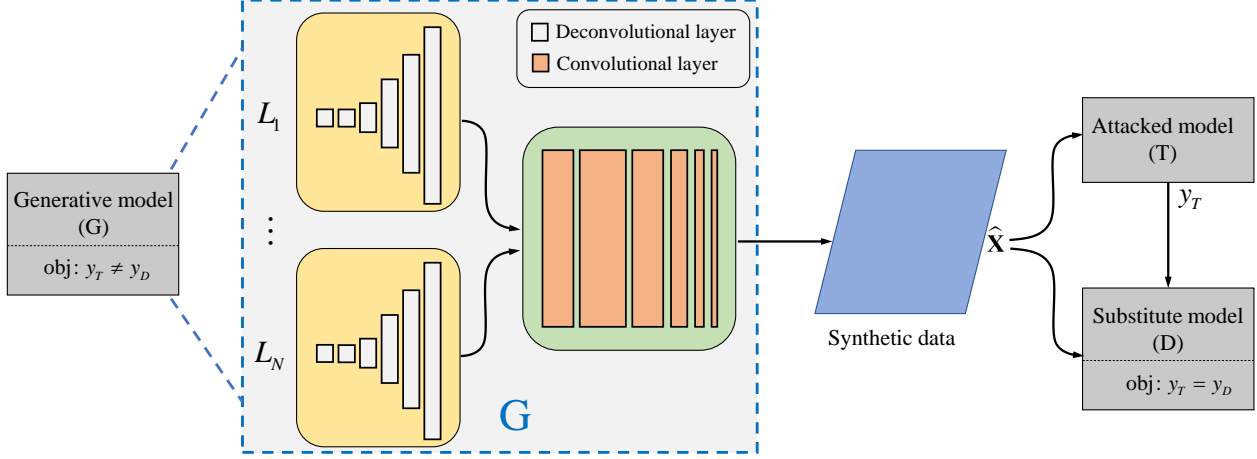 Generative model
(G)
obj: y_T ≠ y_D
L_1
⋮
L_N
Deconvolutional layer
Convolutional layer
G
Synthetic data
X̂
Attacked model
(T)
y_T
Substitute model
(D)
obj: y_T = y_D